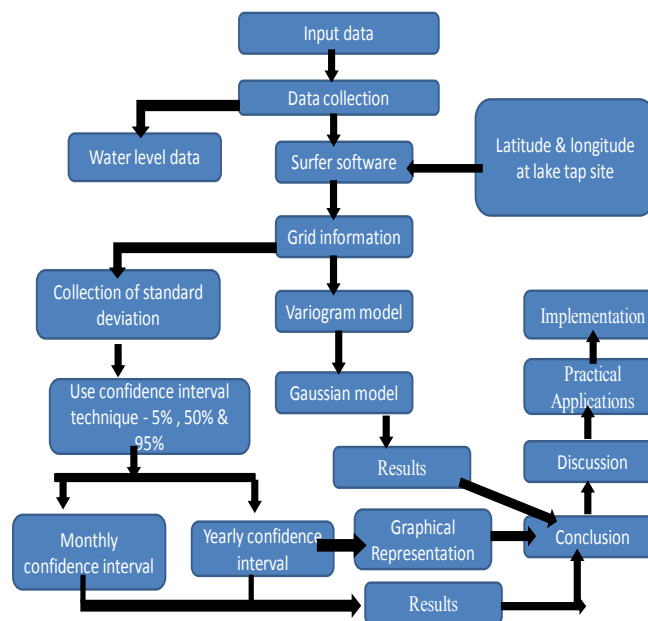 Input data
Data collection
Water level data
Surfer software
Latitude & longitude
at lake tap site
Grid information
Collection of standard
deviation
Variogram model
Implementation
Practical
Applications
Use confidence interval
technique - 5% , 50% &
95%
Gaussian model
Results
Discussion
Monthly
confidence interval
Yearly confidence
interval
Graphical
Representation
Conclusion
Results